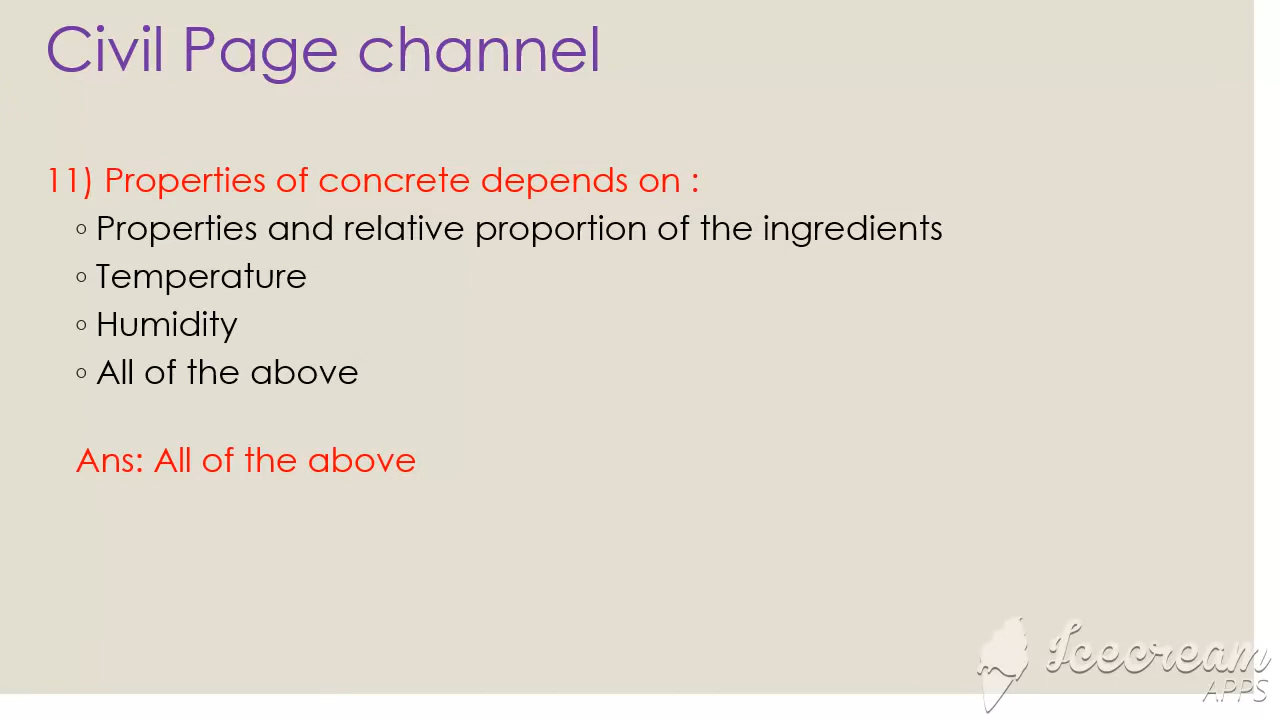 Civil Page channel
11) Properties of concrete depends on :
◦ Properties and relative proportion of the ingredients
◦ Temperature
◦ Humidity
◦ All of the above
Ans: All of the above
Icecream
APPS